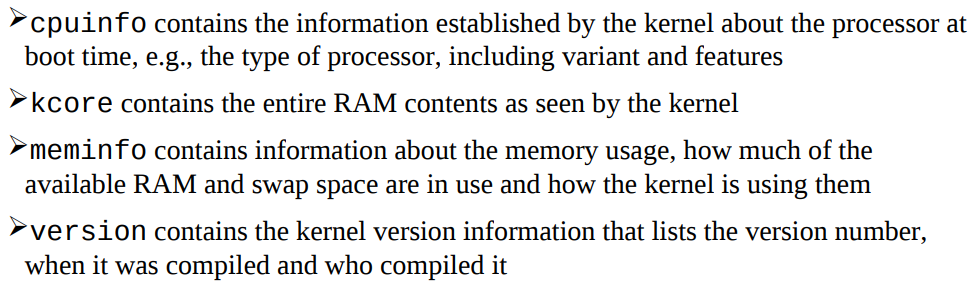 ➢cpuinfo contains the information established by the kernel about the processor at
boot time, e.g., the type of processor, including variant and features
➢kcore contains the entire RAM contents as seen by the kernel
➢meminfo contains information about the memory usage, how much of the
available RAM and swap space are in use and how the kernel is using them
➢version contains the kernel version information that lists the version number,
when it was compiled and who compiled it